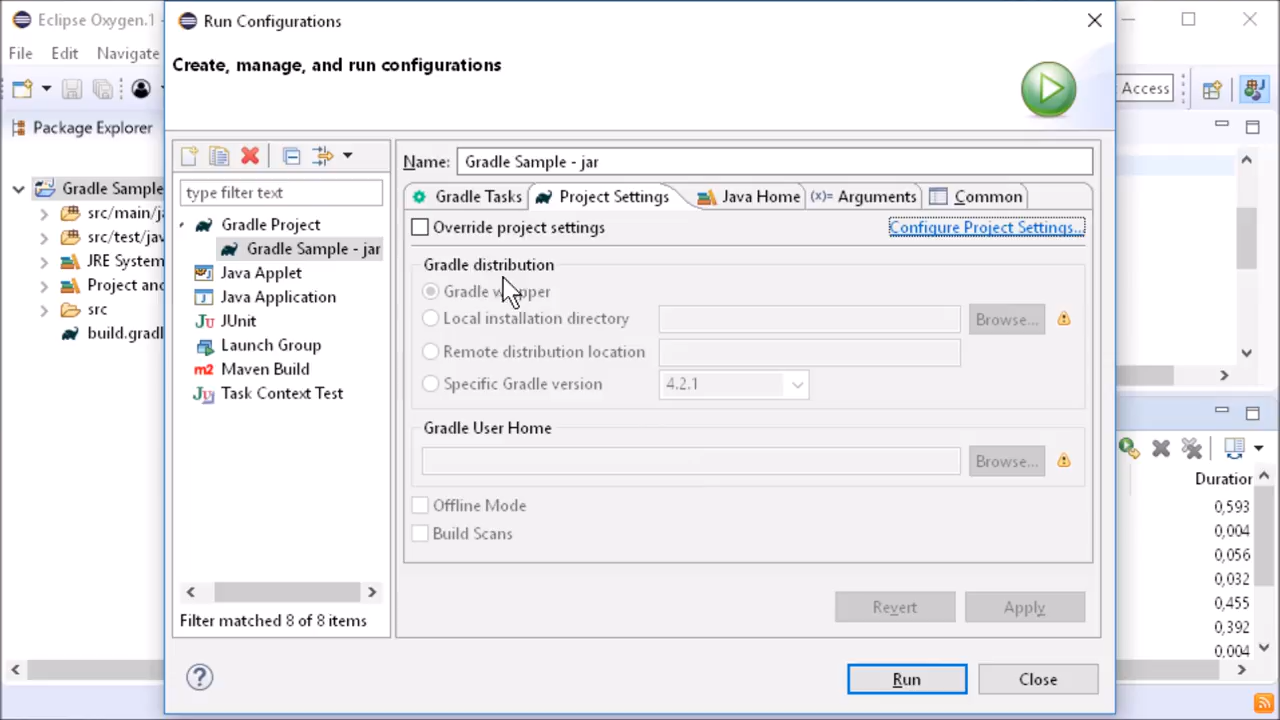 Eclipse Oxygen.1 -
File Edit Navigate
Access
Package Explorer
Gradle Sample
src/main/ja
src/test/jav
JRE System
Project and
src
build.gradl
Run Configurations
Create, manage, and run configurations
type filter text
Gradle Project
Gradle Sample - jar
Java Applet
Java Application
JUnit
Launch Group
Maven Build
Task Context Test
Filter matched 8 of 8 items
Name: Gradle Sample - jar
Gradle Tasks Project Settings Java Home (x)= Arguments Common
Override project settings Configure Project Settings...
Gradle distribution
Gradle wrapper
Local installation directory Browse...
Remote distribution location
Specific Gradle version 4.2.1
Gradle User Home
Browse...
Offline Mode
Build Scans
Revert Apply
Run Close
Duration
0,593
0,004
0,056
0,032
0,455
0,392
0,004